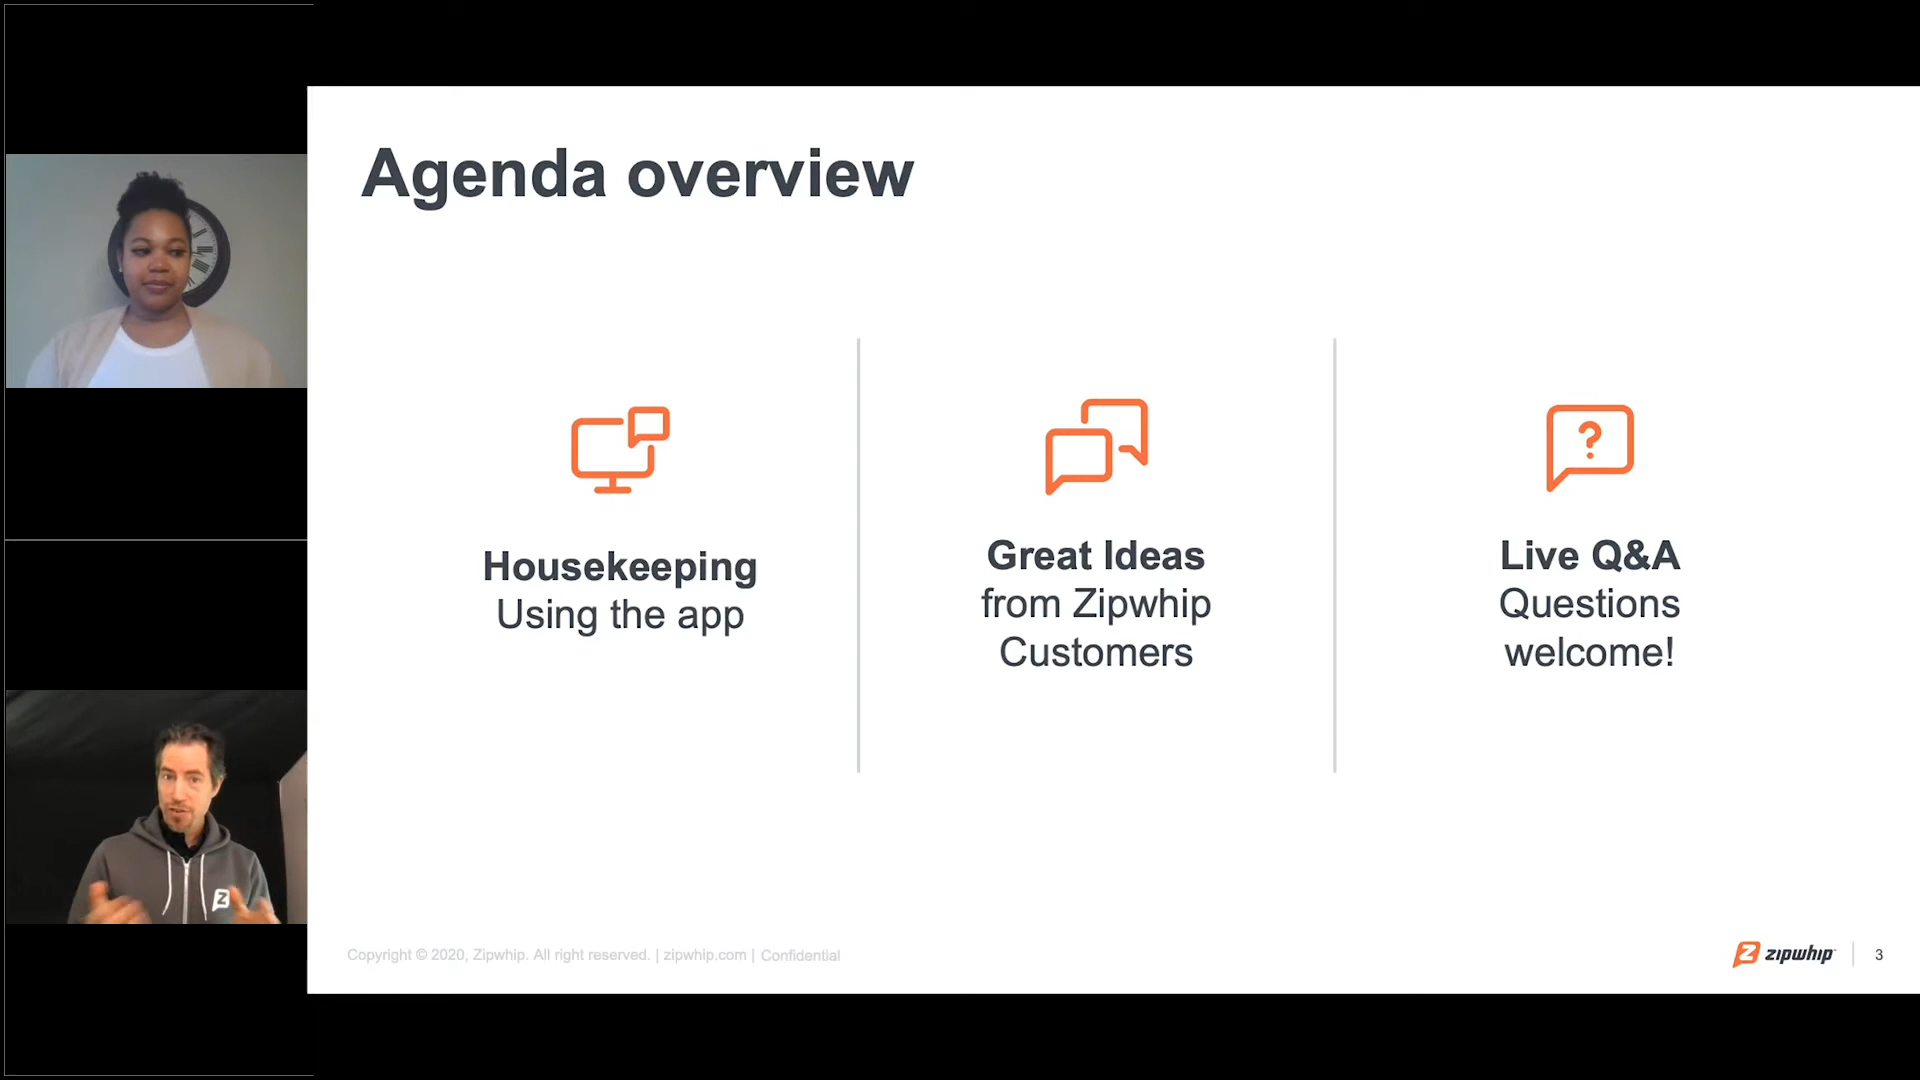 Agenda overview
Housekeeping
Using the app
Great Ideas
from Zipwhip
Customers
?
Live Q&A
Questions
welcome!
Copyright © 2020, Zipwhip. All right reserved. | zipwhip.com | Confidential
Z zipwhip
3
Z